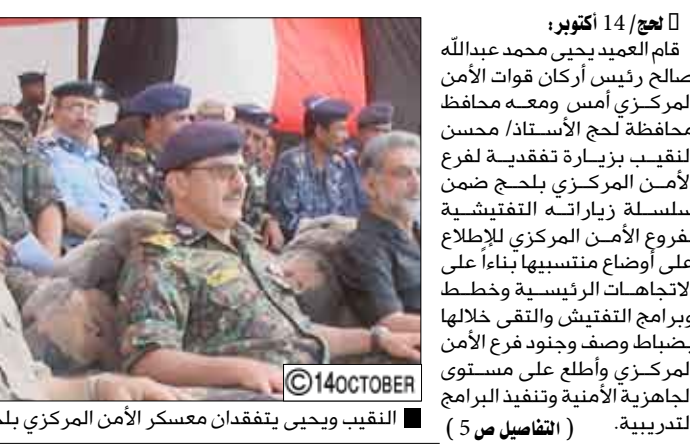 لحج/ 14 أكتوبر:
قام العميد يحيى محمد عبدالله
صالح رئيس أركان قوات الأمن
المركزي أمس ومعه محافظ
محافظة لحج الأستاذ/ محسن
النقيب بزيارة تفقدية لفرع
الأمن المركزي بلحج ضمن
سلسلة زياراته التفتيشية
لفروع الأمن المركزي للإطلاع
على أوضاع منتسبيها بناءاً على
الاتجاهات الرئيسية وخطط
وبرامج التفتيش والتقى خلالها
بضباط وصف وجنود فرع الأمن
المركزي وأطلع على مستوى
الجاهزية الأمنية وتنفيذ البرامج
التدريبية. ( التفاصيل ص 5 )
©14OCTOBER
النقيب ويحيى يتفقدان معسكر الأمن المركزي بلحج